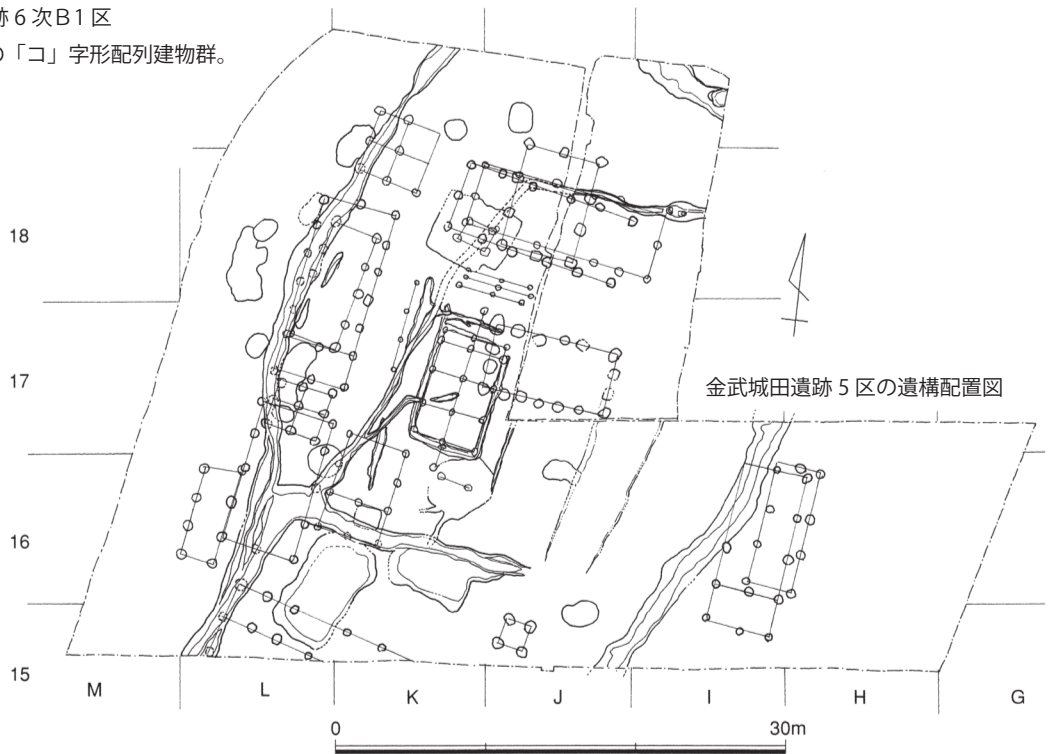 跡６次Ｂ１区
の「コ」字形配列建物群。
18
17
金武城田遺跡５区の遺構配置図
16
15
M L K J I H G
0 30m